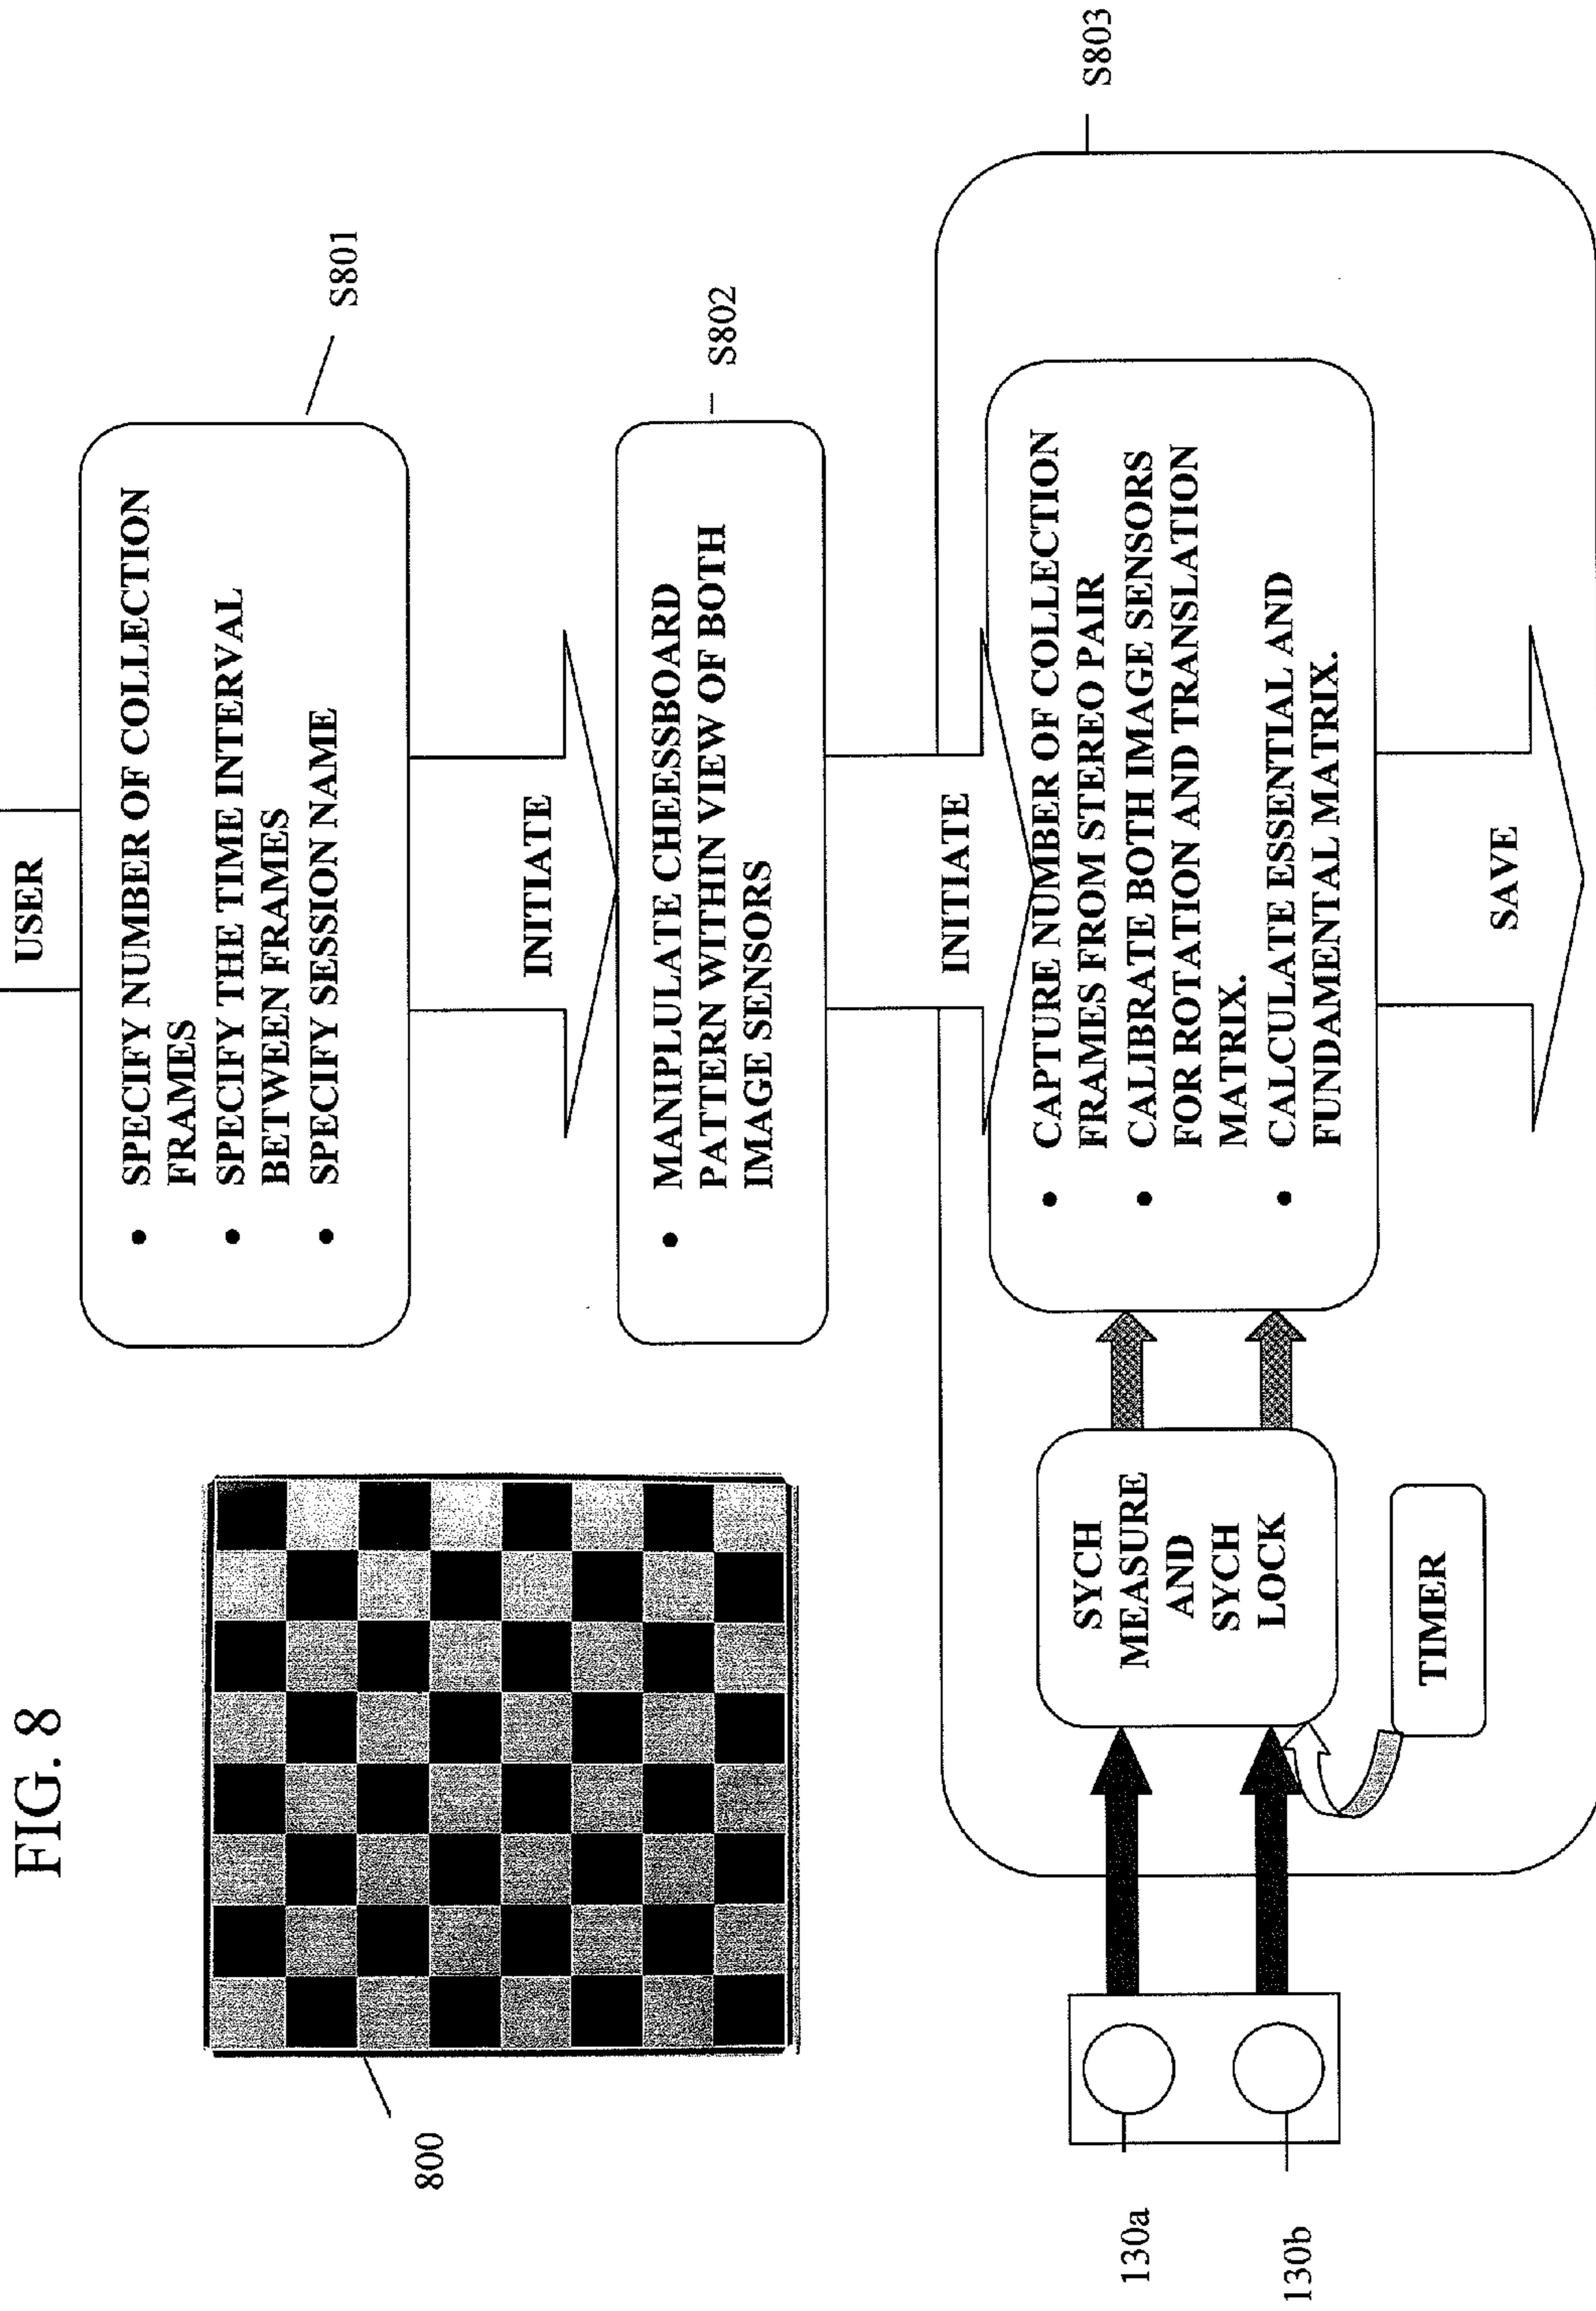 FIG. 8
USER
• SPECIFY NUMBER OF COLLECTION
FRAMES
• SPECIFY THE TIME INTERVAL
BETWEEN FRAMES
• SPECIFY SESSION NAME
S801
800
INITIATE
• MANIPLULATE CHEESSBOARD
PATTERN WITHIN VIEW OF BOTH
IMAGE SENSORS
S802
INITIATE
S803
130a
130b
SYCH
MEASURE
AND
SYCH
LOCK
TIMER
• CAPTURE NUMBER OF COLLECTION
FRAMES FROM STEREO PAIR
• CALIBRATE BOTH IMAGE SENSORS
FOR ROTATION AND TRANSLATION
MATRIX.
• CALCULATE ESSENTIAL AND
FUNDAMENTAL MATRIX.
SAVE